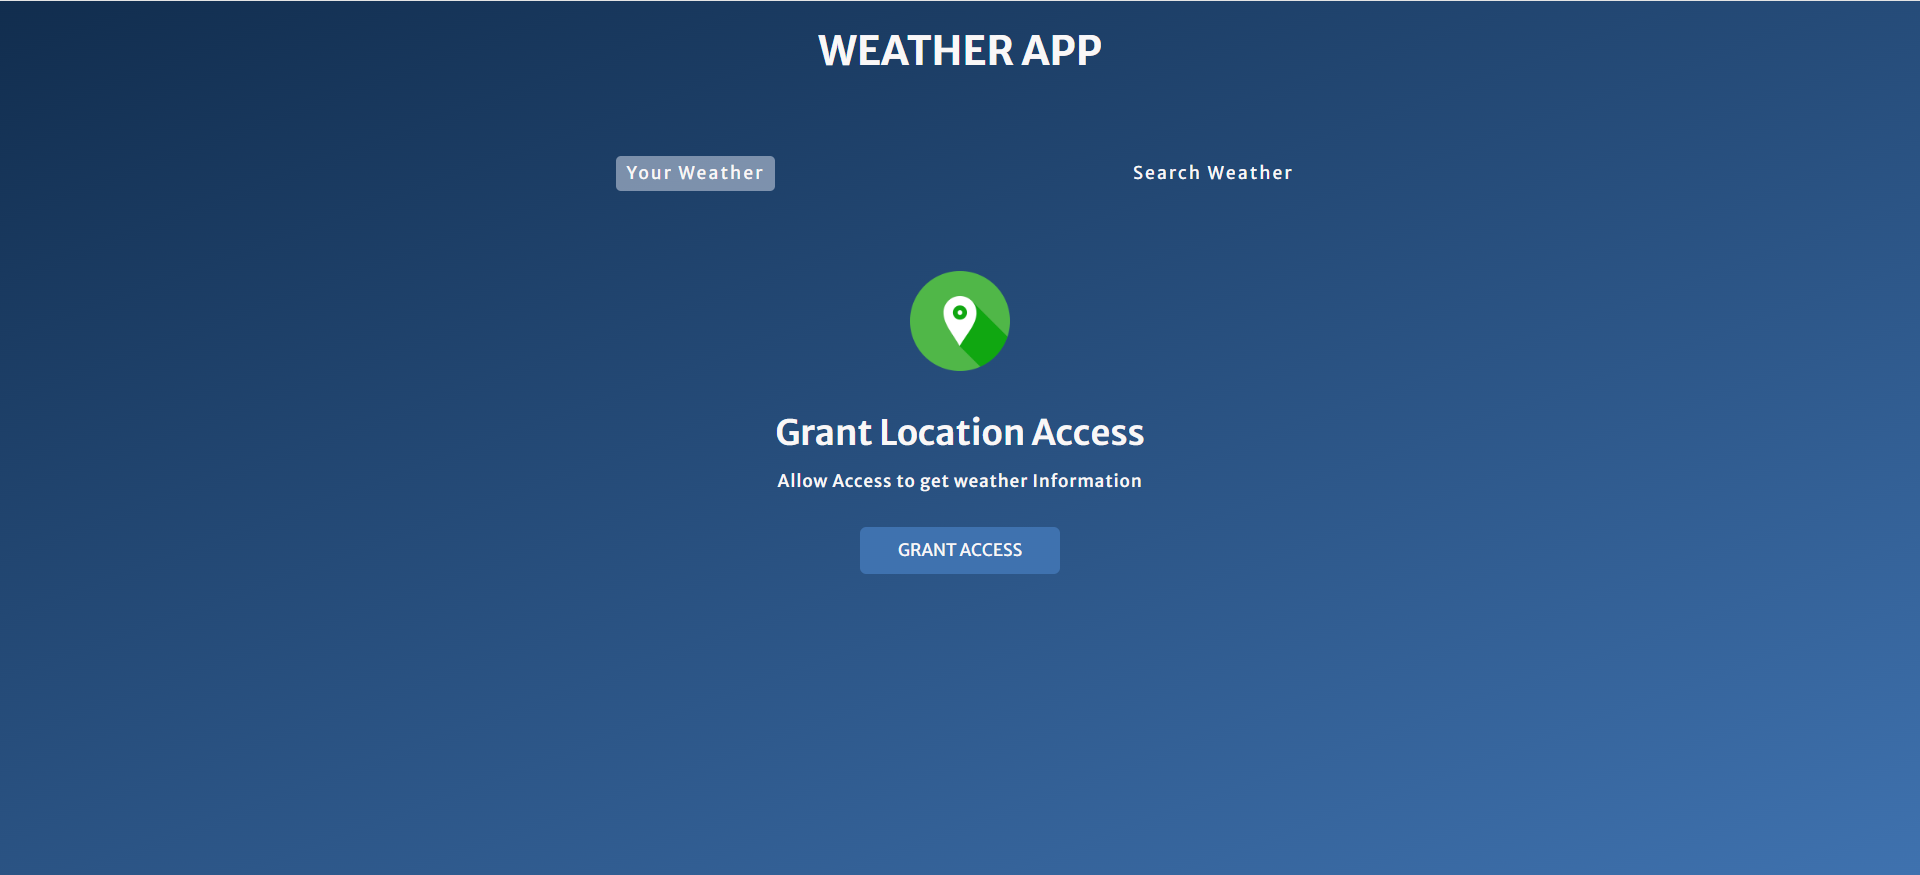 WEATHER APP
Your Weather
Search Weather
Grant Location Access
Allow Access to get weather Information
GRANT ACCESS